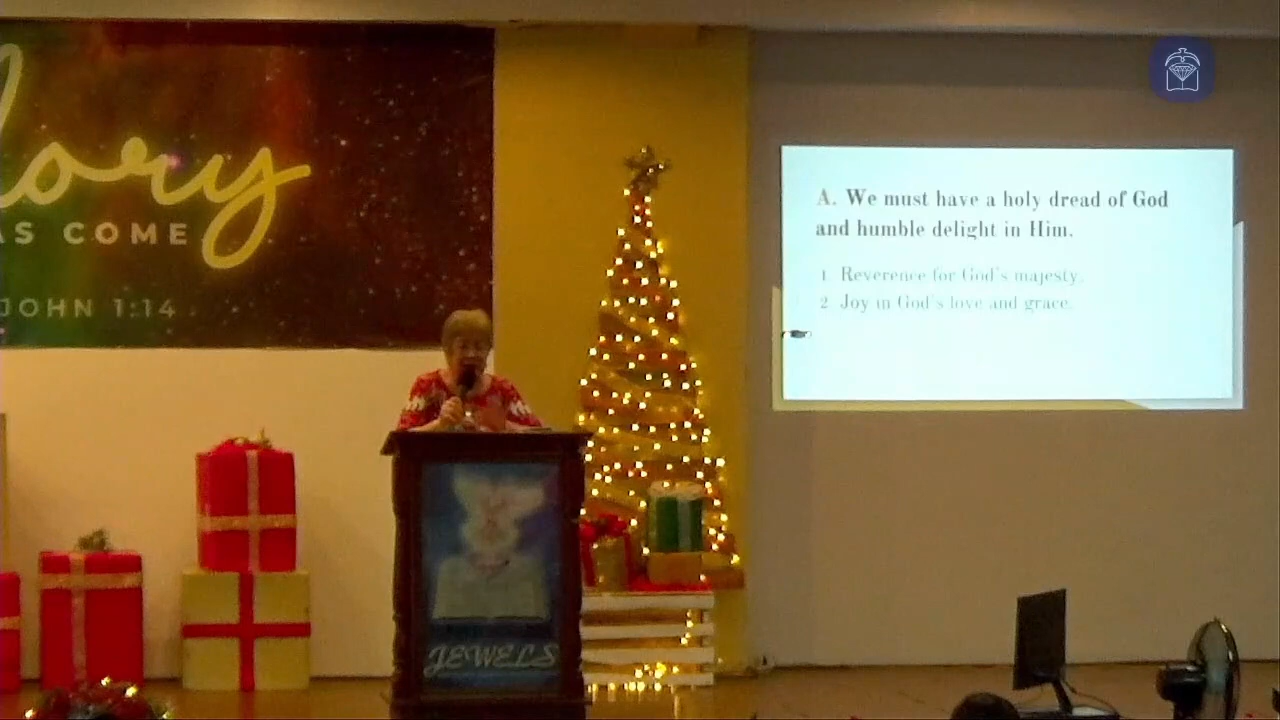 lory
AS COME
JOHN 1:14
A. We must have a holy dread of God
and humble delight in Him.
1 Reverence for God's majesty.
2 Joy in God's love and grace.
JEWELS